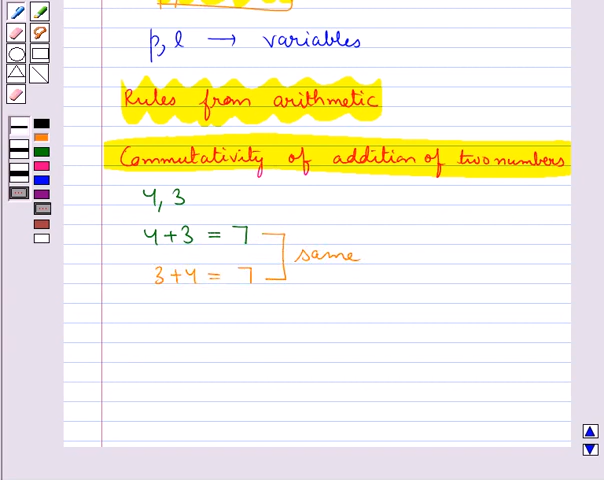 p, l → variables
Rules from arithmetic
Commutativity of addition of two numbers
4, 3
4 + 3 = 7
same
3 + 4 = 7